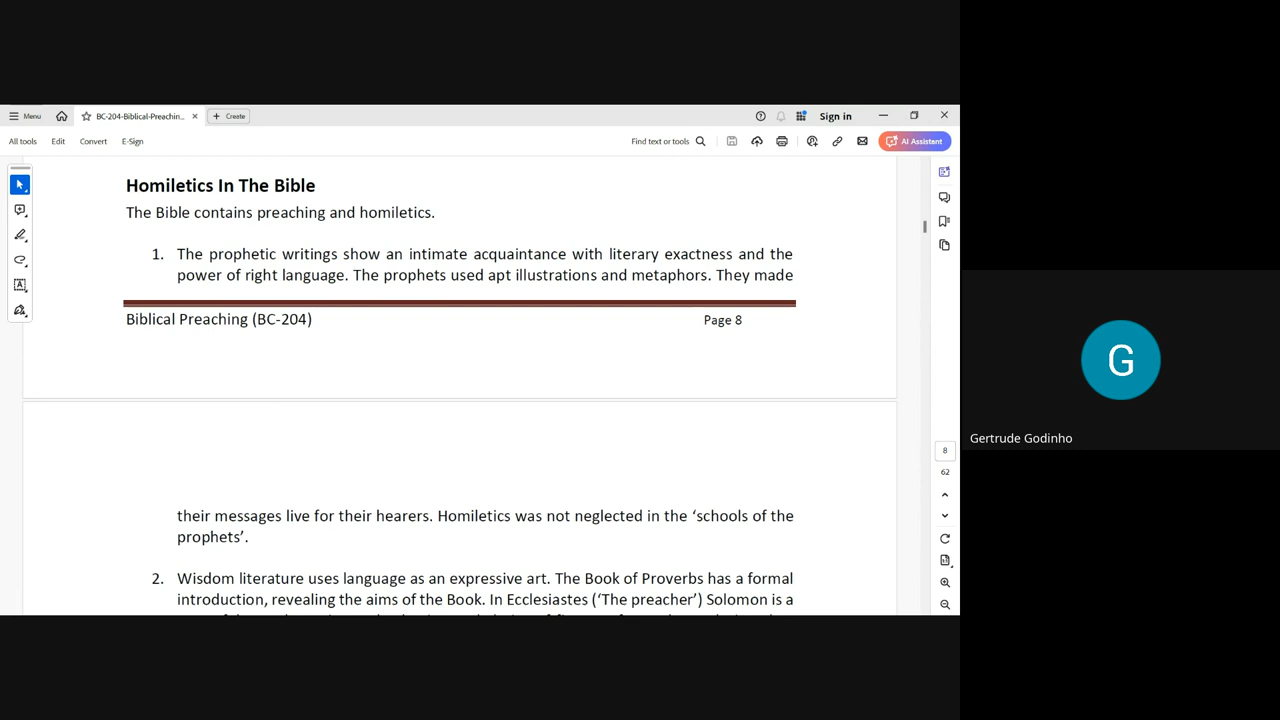 Menu
BC-204-Biblical-Preachin...
Create
Sign in
All tools
Edit
Convert
E-Sign
Find text or tools
AI Assistant
Homiletics In The Bible
The Bible contains preaching and homiletics.
1. The prophetic writings show an intimate acquaintance with literary exactness and the
power of right language. The prophets used apt illustrations and metaphors. They made
Biblical Preaching (BC-204) Page 8
G
Gertrude Godinho
8
62
their messages live for their hearers. Homiletics was not neglected in the ‘schools of the
prophets’.
2. Wisdom literature uses language as an expressive art. The Book of Proverbs has a formal
introduction, revealing the aims of the Book. In Ecclesiastes (‘The preacher’) Solomon is a